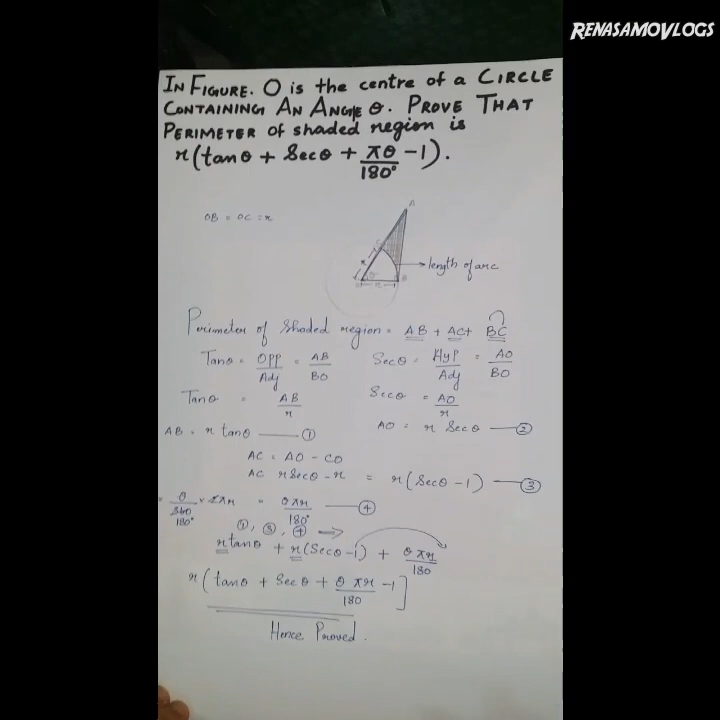 RENASAMOVLOGS
IN FIGURE. O is the centre of a CIRCLE
CONTAINING AN ANGLE θ. PROVE THAT
PERIMETER of shaded region is
r(tanθ + Secθ + πθ/180° - 1).
A
OB = OC = r
C
r
length of arc
θ
O r B
Perimeter of shaded region = AB + AC + BC
Tanθ = Opp/Adj = AB/BO Secθ = Hyp/Adj = AO/BO
Tanθ = AB/r Secθ = AO/r
AB = r tanθ — ① AO = r Secθ — ②
AC = AO - CO
AC rSecθ - r = r(Secθ - 1) — ③
θ/360 180° × 2πr = θπr/180° — ④
①, ③, ④ ⇒
rtanθ + r(Secθ - 1) + θπr/180
r(tanθ + Secθ + θπr/180 - 1]
Hence Proved.